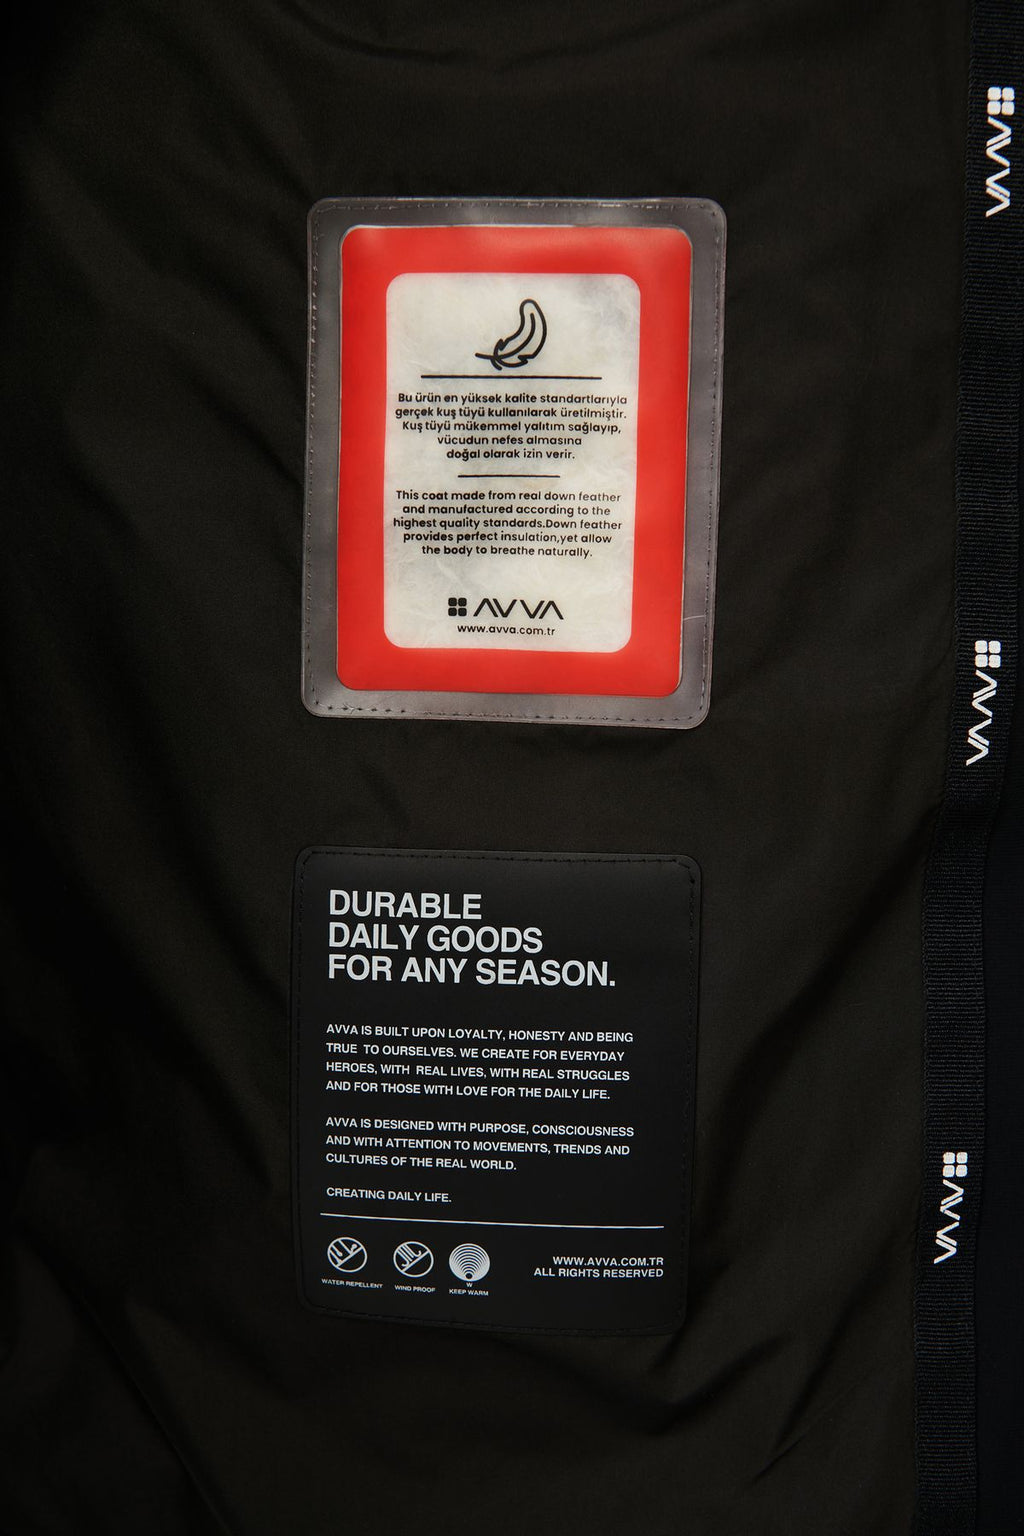 Bu ürün en yüksek kalite standartlarıyla
gerçek kuş tüyü kullanılarak üretilmiştir.
Kuş tüyü mükemmel yalıtım sağlayıp,
vücudun nefes almasına
doğal olarak izin verir.
This coat made from real down feather
and manufactured according to the
highest quality standards.Down feather
provides perfect insulation,yet allow
the body to breathe naturally.
AVVA
www.avva.com.tr
DURABLE
DAILY GOODS
FOR ANY SEASON.
AVVA IS BUILT UPON LOYALTY, HONESTY AND BEING
TRUE TO OURSELVES. WE CREATE FOR EVERYDAY
HEROES, WITH REAL LIVES, WITH REAL STRUGGLES
AND FOR THOSE WITH LOVE FOR THE DAILY LIFE.
AVVA IS DESIGNED WITH PURPOSE, CONSCIOUSNESS
AND WITH ATTENTION TO MOVEMENTS, TRENDS AND
CULTURES OF THE REAL WORLD.
CREATING DAILY LIFE.
WATER REPELLENT
WIND PROOF
W
KEEP WARM
WWW.AVVA.COM.TR
ALL RIGHTS RESERVED
AVVA
AVVA
AVVA